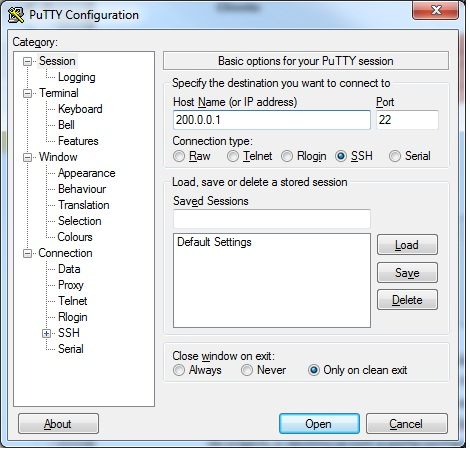 PuTTY Configuration
Category:
Session
Logging
Terminal
Keyboard
Bell
Features
Window
Appearance
Behaviour
Translation
Selection
Colours
Connection
Data
Proxy
Telnet
Rlogin
SSH
Serial
Basic options for your PuTTY session
Specify the destination you want to connect to
Host Name (or IP address) Port
200.0.0.1 22
Connection type:
Raw Telnet Rlogin SSH Serial
Load, save or delete a stored session
Saved Sessions
Default Settings
Load
Save
Delete
Close window on exit:
Always Never Only on clean exit
About Open Cancel